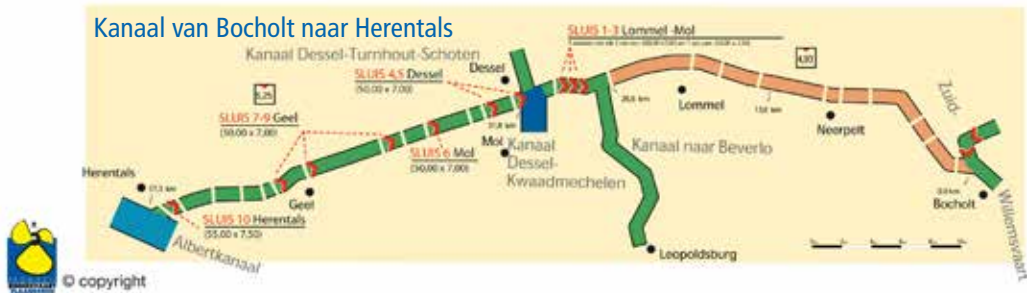 Kanaal van Bocholt naar Herentals
Kanaal Dessel-Turnhout-Schoten
SLUIS 1-3 Lommel -Mol
SLUIS 4,5 Dessel
(50,00 x 7,00)
Dessel
4,50
5,25
SLUIS 7-9 Geel
(50,00 x 7,00)
Lommel
Neerpelt
Zuid-
SLUIS 6 Mol
(50,00 x 7,00)
Mol
Kanaal
Dessel-
Kwaadmechelen
Kanaal naar Beverlo
Herentals
Geel
SLUIS 10 Herentals
(55,00 x 7,50)
Albertkanaal
Bocholt
Willemsvaart
Leopoldsburg
© copyright